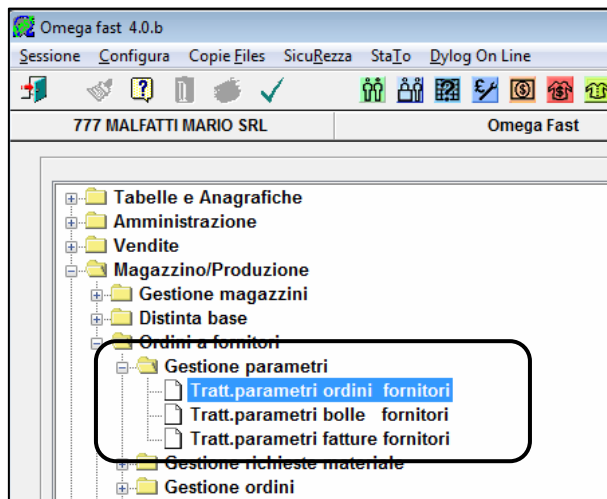 Omega fast 4.0.b
Sessione Configura Copie Files SicuRezza StaTo Dylog On Line
777 MALFATTI MARIO SRL Omega Fast
Tabelle e Anagrafiche
Amministrazione
Vendite
Magazzino/Produzione
Gestione magazzini
Distinta base
Ordini a fornitori
Gestione parametri
Tratt.parametri ordini fornitori
Tratt.parametri bolle fornitori
Tratt.parametri fatture fornitori
Gestione richieste materiale
Gestione ordini